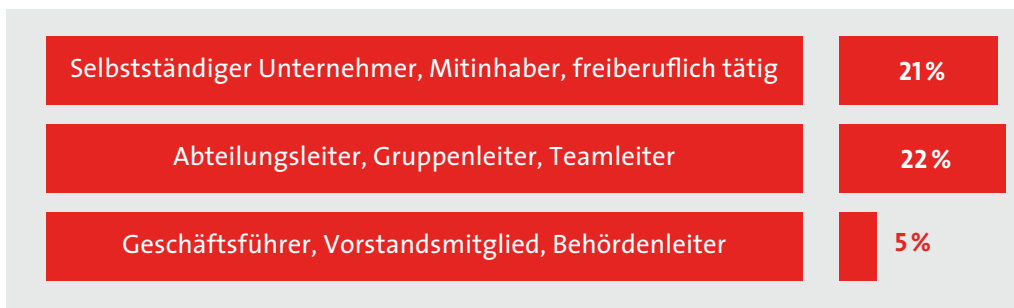 Selbstständiger Unternehmer, Mitinhaber, freiberuflich tätig 21%
Abteilungsleiter, Gruppenleiter, Teamleiter 22%
Geschäftsführer, Vorstandsmitglied, Behördenleiter 5%